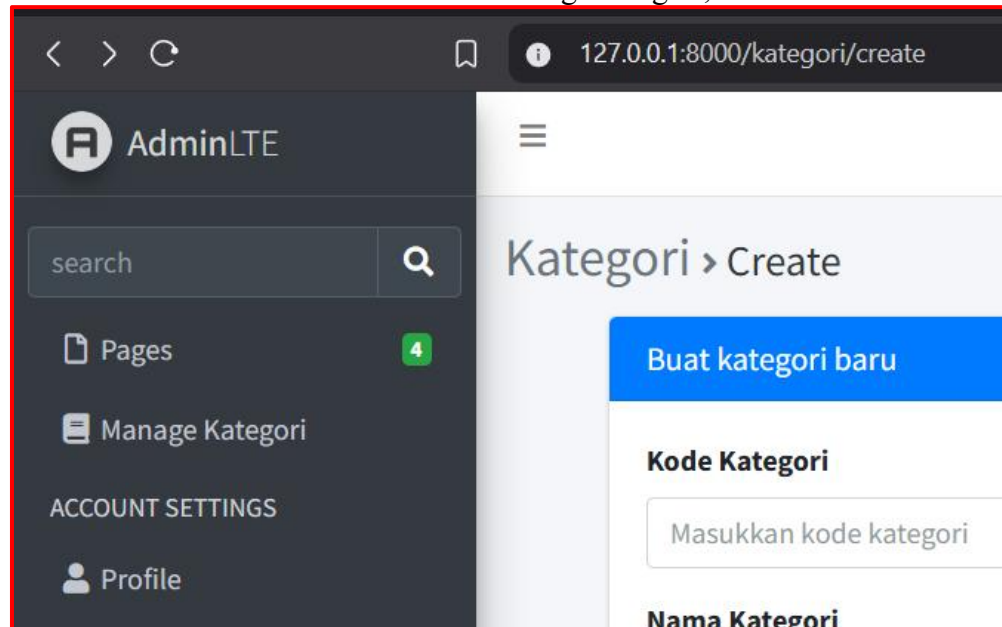 127.0.0.1:8000/kategori/create
AdminLTE
search
Kategori > Create
Pages 4
Buat kategori baru
Manage Kategori
Kode Kategori
ACCOUNT SETTINGS
Masukkan kode kategori
Profile
Nama Kategori